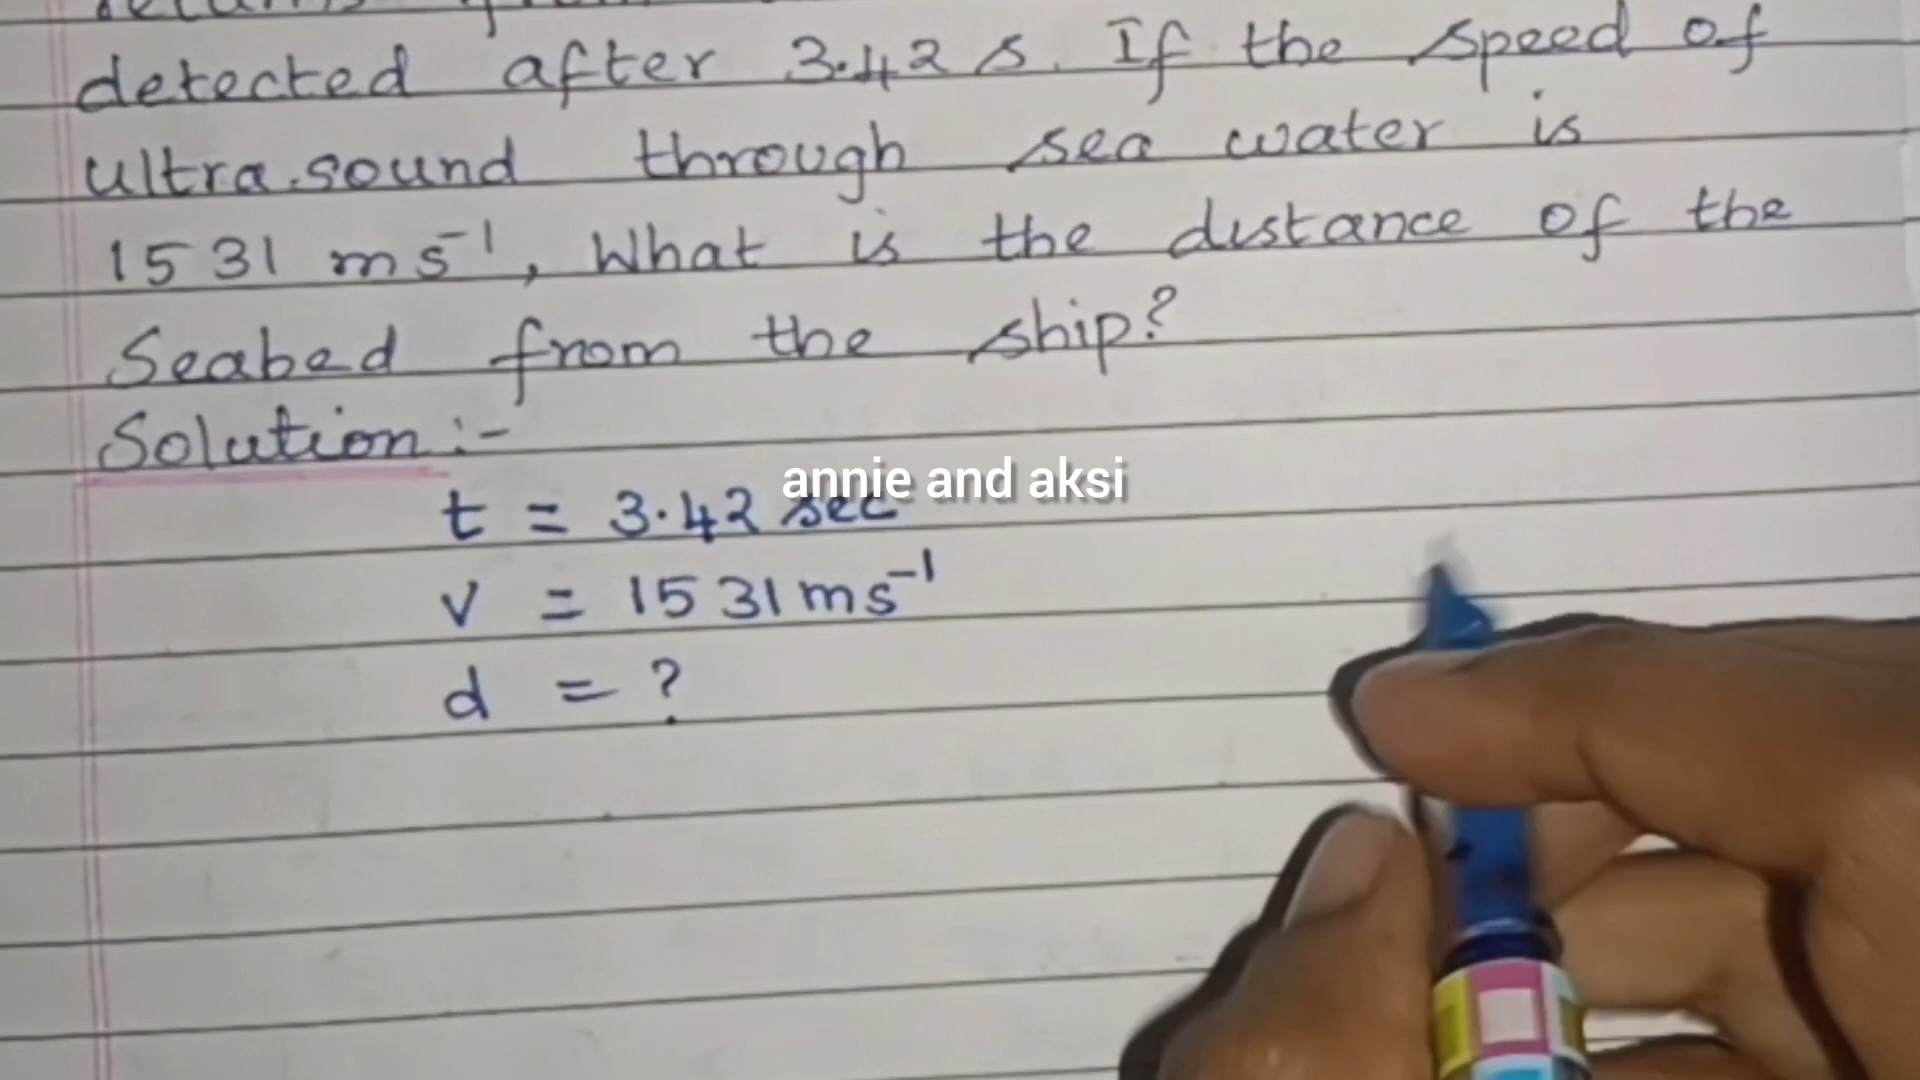 detected after 3.42 s. If the speed of
ultra.sound through sea water is
1531 ms⁻¹, What is the distance of the
Seabed from the ship?
Solution :-
annie and aksi
t = 3.42 sec
v = 1531 ms⁻¹
d = ?